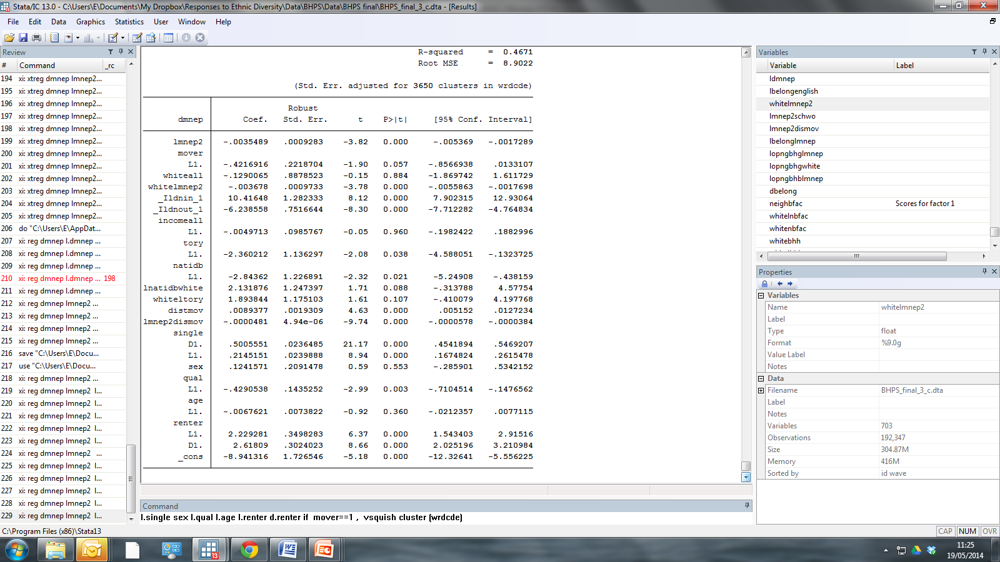 Stata/IC 13.0 - C:\Users\E\Documents\My Dropbox\Responses to Ethnic Diversity\Data\BHPS\Data\BHPS final\BHPS_final_3_c.dta - [Results]
File Edit Data Graphics Statistics User Window Help
Review
# Command _rc
194 xi: xtreg dmnep lmnep2...
195 xi: xtreg dmnep lmnep2...
196 xi: xtreg dmnep lmnep2...
197 xi: xtreg dmnep lmnep2...
198 xi: xtreg dmnep lmnep2...
199 xi: xtreg dmnep lmnep2...
200 xi: xtreg dmnep lmnep2...
201 xi: xtreg dmnep lmnep2...
202 xi: xtreg dmnep lmnep2...
203 xi: xtreg dmnep lmnep2...
204 xi: xtreg dmnep lmnep2...
205 xi: xtreg dmnep lmnep2...
206 do "C:\Users\E\AppDat...
207 xi: reg dmnep l.dmnep ...
208 xi: reg dmnep l.dmnep ...
209 xi: reg dmnep l.dmnep ...
210 xi: reg dmnep l.dmnep ... 198
211 xi: reg dmnep l.dmnep ...
212 xi: reg dmnep lmnep2 ...
213 xi: reg dmnep lmnep2 ...
214 xi: reg dmnep lmnep2 ...
215 xi: reg dmnep lmnep2 ...
216 save "C:\Users\E\Docu...
217 use "C:\Users\E\Docu...
218 xi: reg dmnep lmnep2 ...
219 xi: reg dmnep lmnep2 l...
220 xi: reg dmnep lmnep2 l...
221 xi: reg dmnep lmnep2 l...
222 xi: reg dmnep lmnep2 l...
223 xi: reg dmnep lmnep2 l...
224 xi: reg dmnep lmnep2 ...
225 xi: reg dmnep lmnep2 l...
226 xi: reg dmnep lmnep2 l...
227 xi: reg dmnep lmnep2 l...
228 xi: reg dmnep lmnep2 l...
229 xi: reg dmnep lmnep2 l...
R-squared = 0.4671
Root MSE = 8.9022
(Std. Err. adjusted for 3650 clusters in wrdcde)
Robust
dmnep Coef. Std. Err. t P>|t| [95% Conf. Interval]
lmnep2 -.0035489 .0009283 -3.82 0.000 -.005369 -.0017289
mover
L1. -.4216916 .2218704 -1.90 0.057 -.8566938 .0133107
whiteall -.1290065 .8878523 -0.15 0.884 -1.869742 1.611729
whitelmnep2 -.003678 .0009733 -3.78 0.000 -.0055863 -.0017698
_Ildnin_1 10.41648 1.282333 8.12 0.000 7.902315 12.93064
_Ildnout_1 -6.238558 .7516644 -8.30 0.000 -7.712282 -4.764834
incomeall
L1. -.0049713 .0985767 -0.05 0.960 -.1982422 .1882996
tory
L1. -2.360212 1.136297 -2.08 0.038 -4.588051 -.1323725
natidb
L1. -2.84362 1.226891 -2.32 0.021 -5.24908 -.438159
lnatidbwhite 2.131876 1.247397 1.71 0.088 -.313788 4.57754
whiteltory 1.893844 1.175103 1.61 0.107 -.410079 4.197768
distmov .0089377 .0019309 4.63 0.000 .005152 .0127234
lmnep2dismov -.0000481 4.94e-06 -9.74 0.000 -.0000578 -.0000384
single
D1. .5005551 .0236485 21.17 0.000 .4541894 .5469207
L1. .2145151 .0239888 8.94 0.000 .1674824 .2615478
sex .1241571 .2091478 0.59 0.553 -.285901 .5342152
qual
L1. -.4290538 .1435252 -2.99 0.003 -.7104514 -.1476562
age
L1. -.0067621 .0073822 -0.92 0.360 -.0212357 .0077115
renter
L1. 2.229281 .3498283 6.37 0.000 1.543403 2.91516
D1. 2.61809 .3024023 8.66 0.000 2.025196 3.210984
_cons -8.941316 1.726546 -5.18 0.000 -12.32641 -5.556225
Command
l.single sex l.qual l.age l.renter d.renter if mover==1 , vsquish cluster (wrdcde)
Variables
Variable Label
ldmnep
lbelongenglish
whitelmnep2
lmnep2schwo
lmnep2dismov
lbelonglmnep
lopngbhglmnep
lopngbhgwhite
lopngbhblmnep
dbelong
neighbfac Scores for factor 1
whitelnbfac
whitenbfac
whitebhh
Properties
Variables
Name whitelmnep2
Label
Type float
Format %9.0g
Value Label
Notes
Data
Filename BHPS_final_3_c.dta
Label
Notes
Variables 703
Observations 192,347
Size 304.87M
Memory 416M
Sorted by id wave
C:\Program Files (x86)\Stata13
CAP NUM OVR
13
11:25
19/05/2014